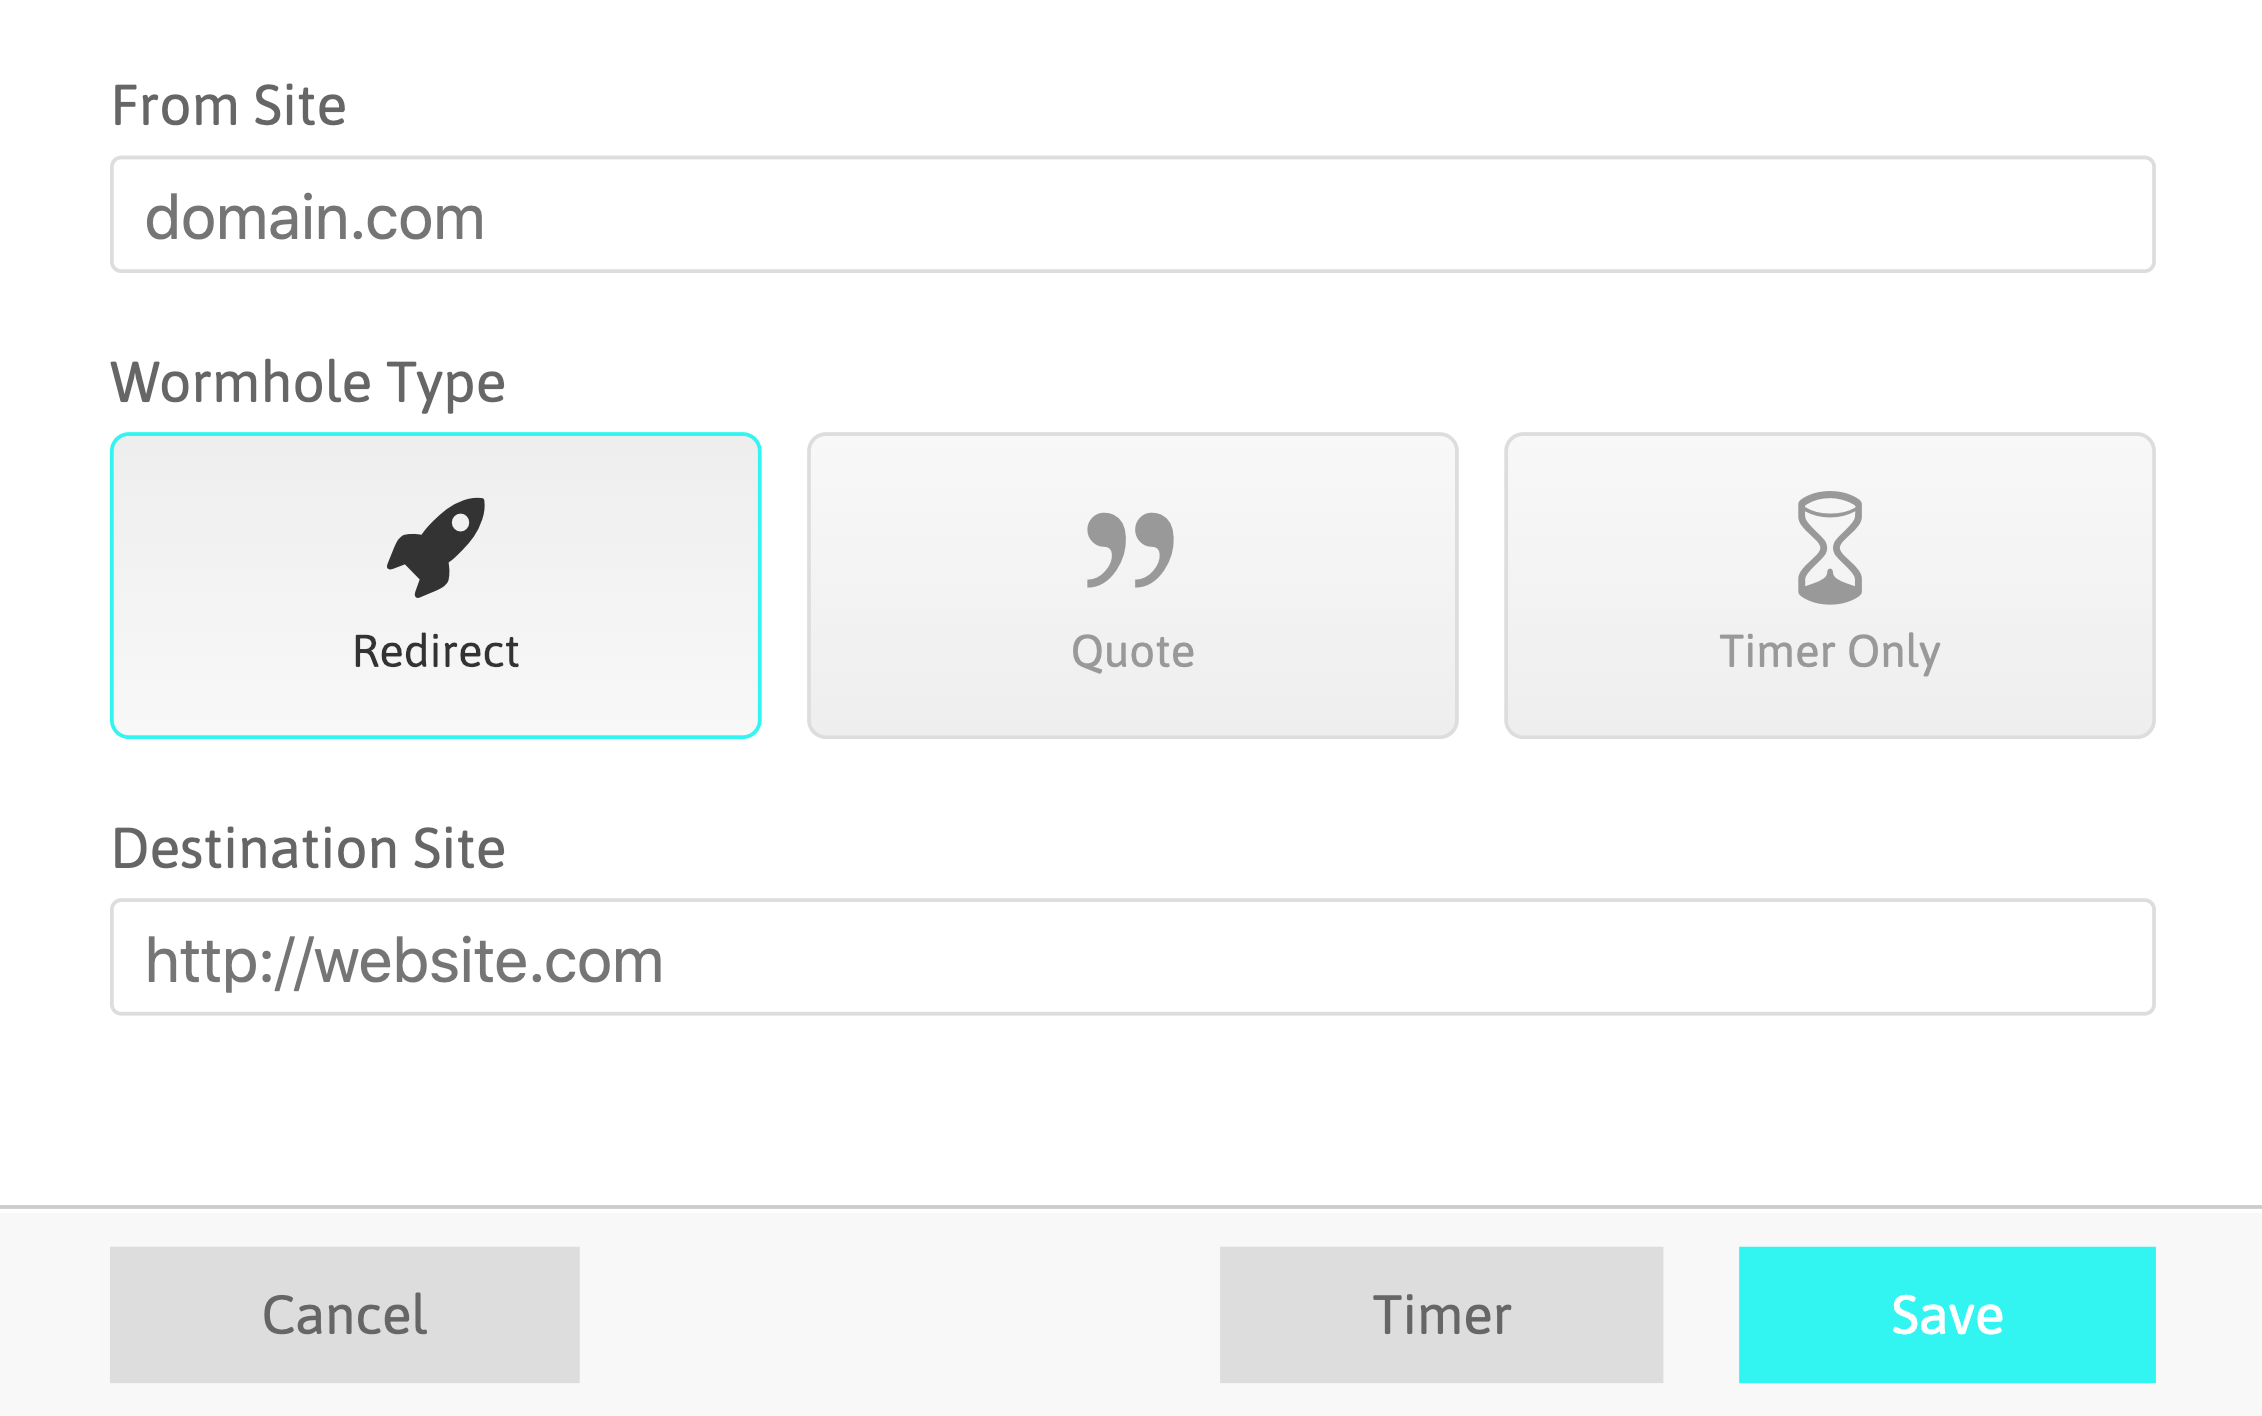 From Site
domain.com
Wormhole Type
Redirect
Quote
Timer Only
Destination Site
http://website.com
Cancel
Timer
Save